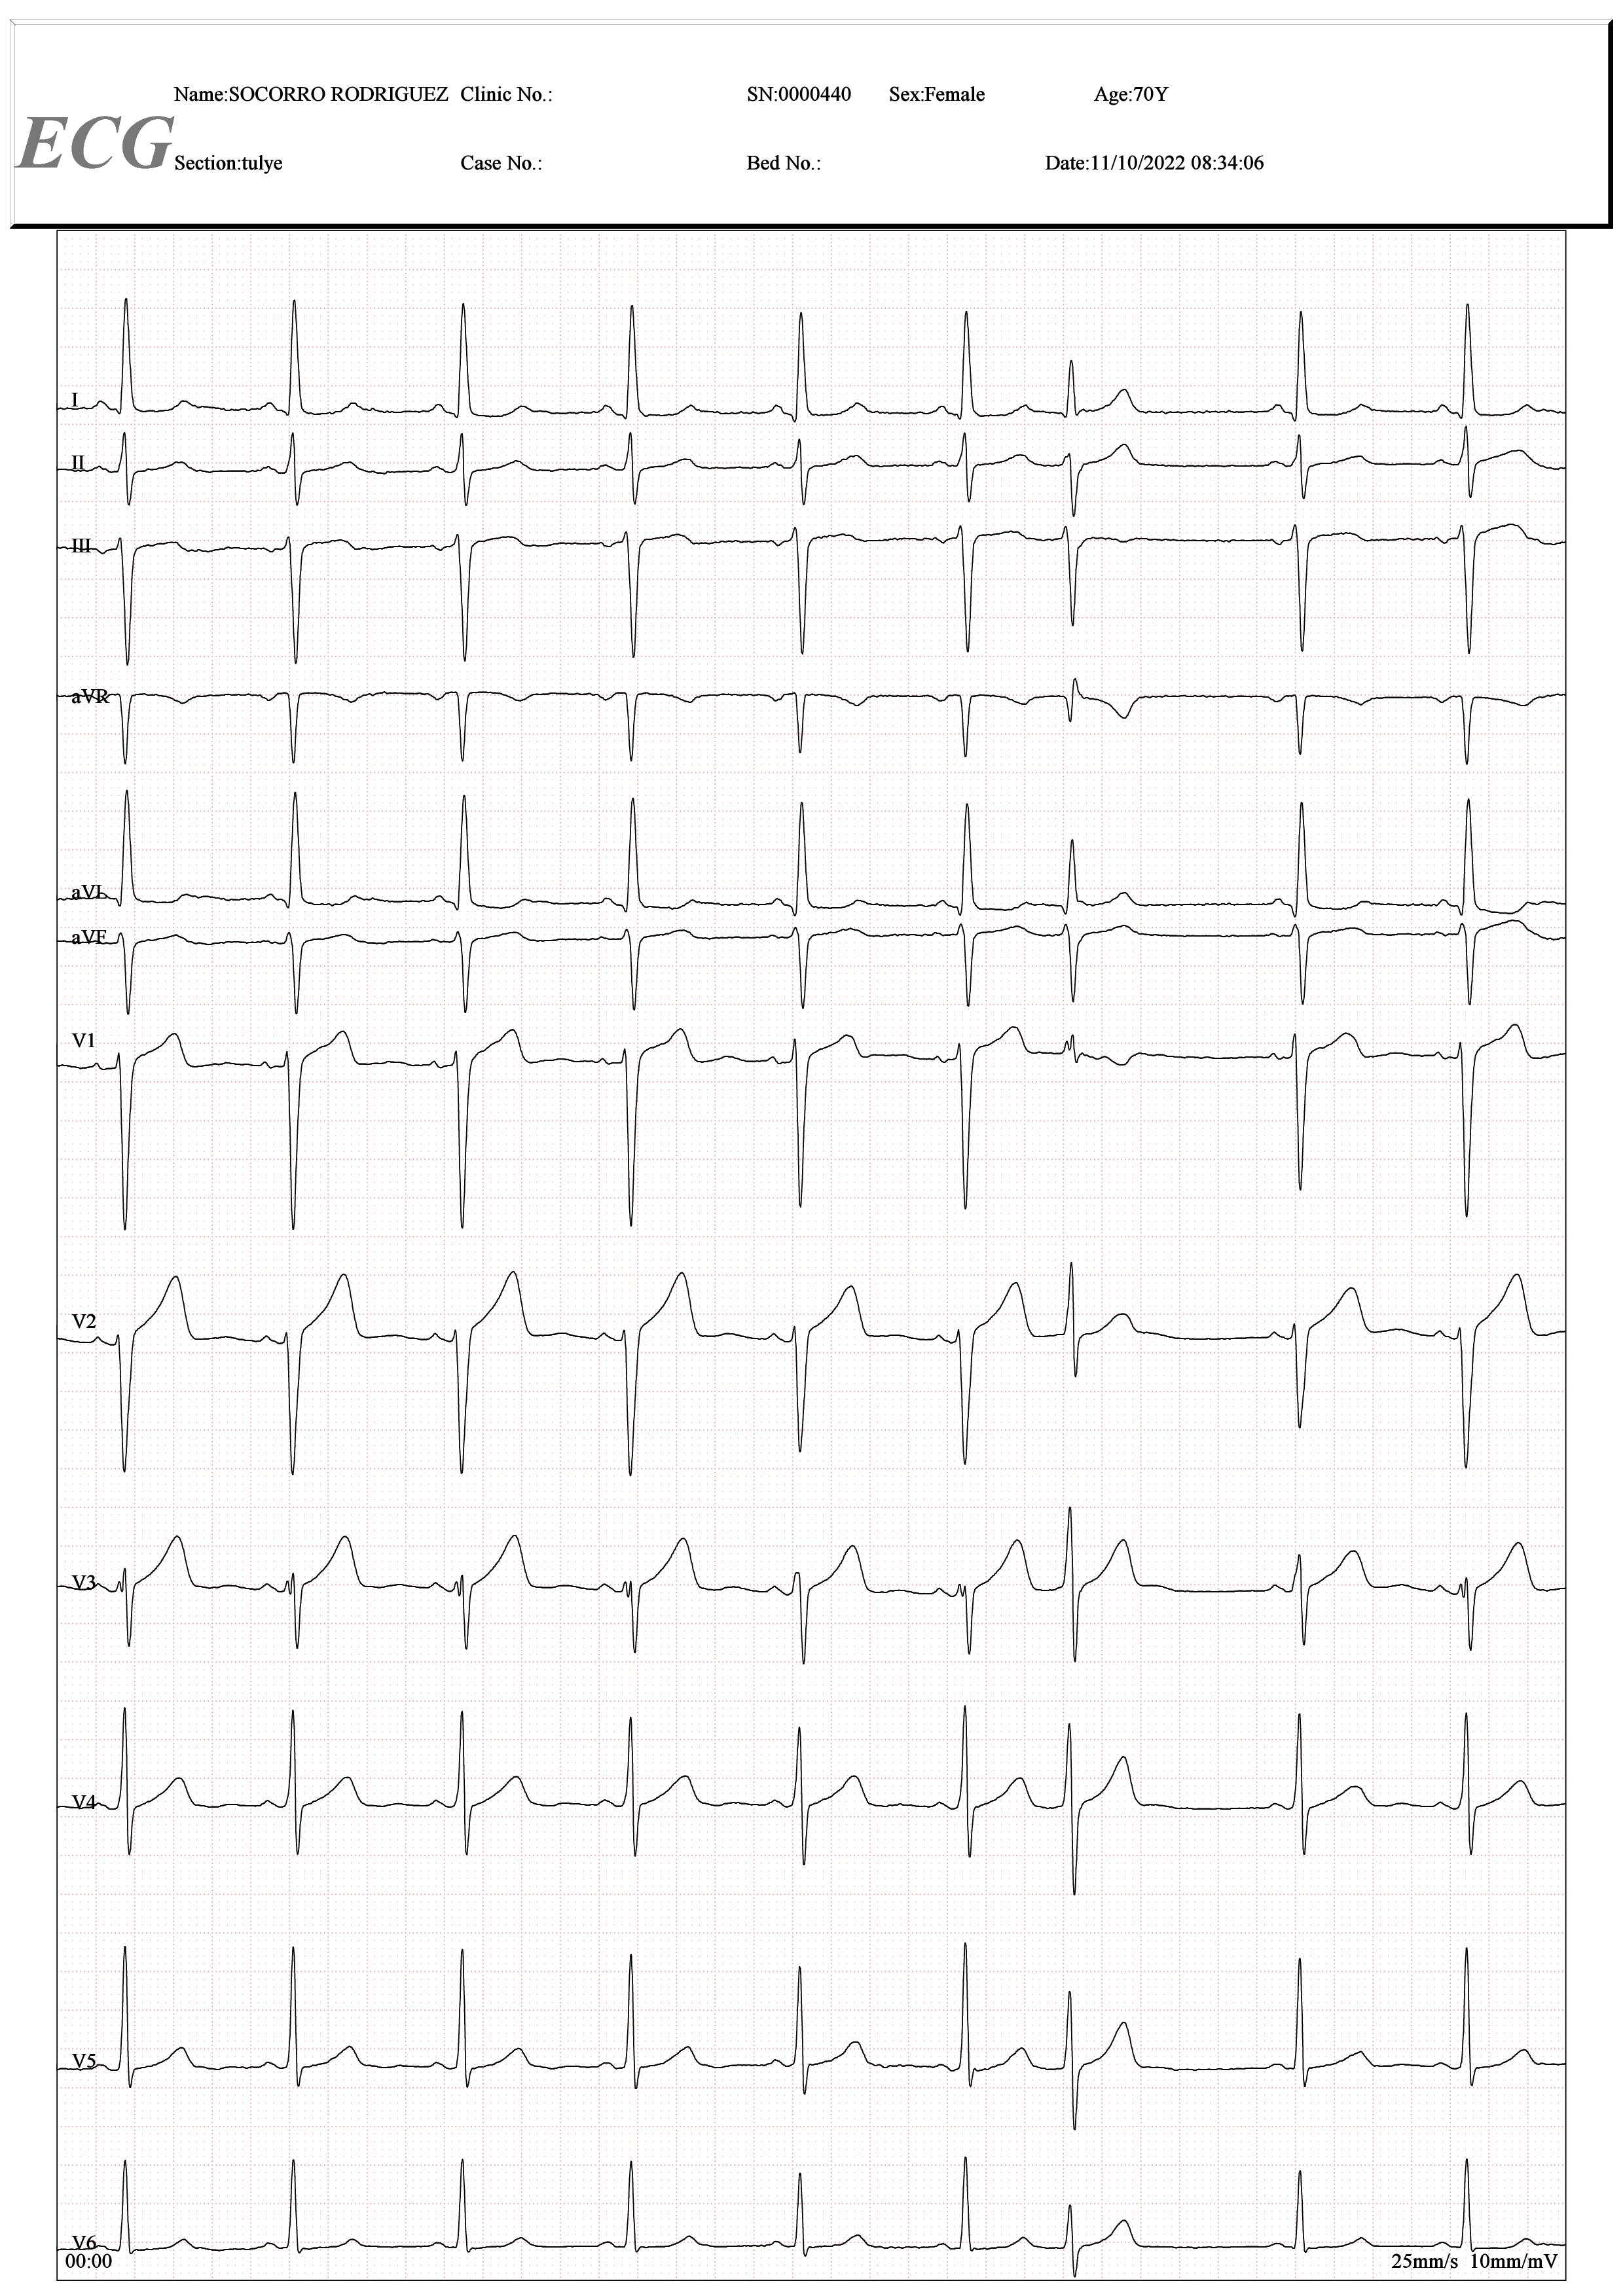 Name:SOCORRO RODRIGUEZ Clinic No.: SN:0000440 Sex:Female Age:70Y
ECG
Section:tulye Case No.: Bed No.: Date:11/10/2022 08:34:06
I
II
III
aVR
aVL
aVF
V1
V2
V3
V4
V5
V6
00:00 25mm/s 10mm/mV